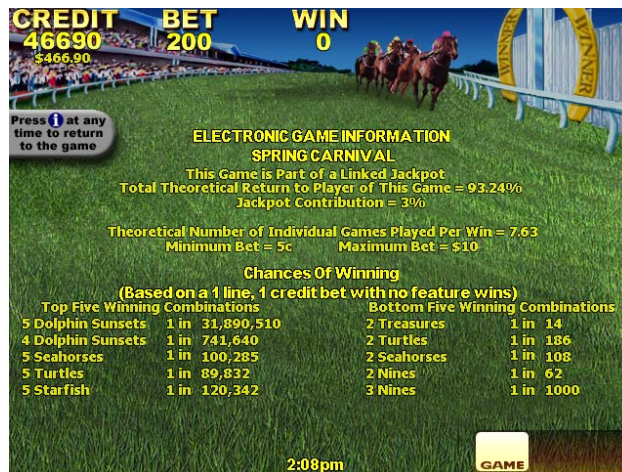 CREDIT BET WIN
46690 200 0
$466.90
WINNER WINNER
Press i at any
time to return
to the game
ELECTRONIC GAME INFORMATION
SPRING CARNIVAL
This Game is Part of a Linked Jackpot
Total Theoretical Return to Player of This Game = 93.24%
Jackpot Contribution = 3%
Theoretical Number of Individual Games Played Per Win = 7.63
Minimum Bet = 5c Maximum Bet = $10
Chances Of Winning
(Based on a 1 line, 1 credit bet with no feature wins)
Top Five Winning Combinations Bottom Five Winning Combinations
5 Dolphin Sunsets 1 in 31,890,510 2 Treasures 1 in 14
4 Dolphin Sunsets 1 in 741,640 2 Turtles 1 in 186
5 Seahorses 1 in 100,285 2 Seahorses 1 in 108
5 Turtles 1 in 89,832 2 Nines 1 in 62
5 Starfish 1 in 120,342 3 Nines 1 in 1000
2:08pm
GAME